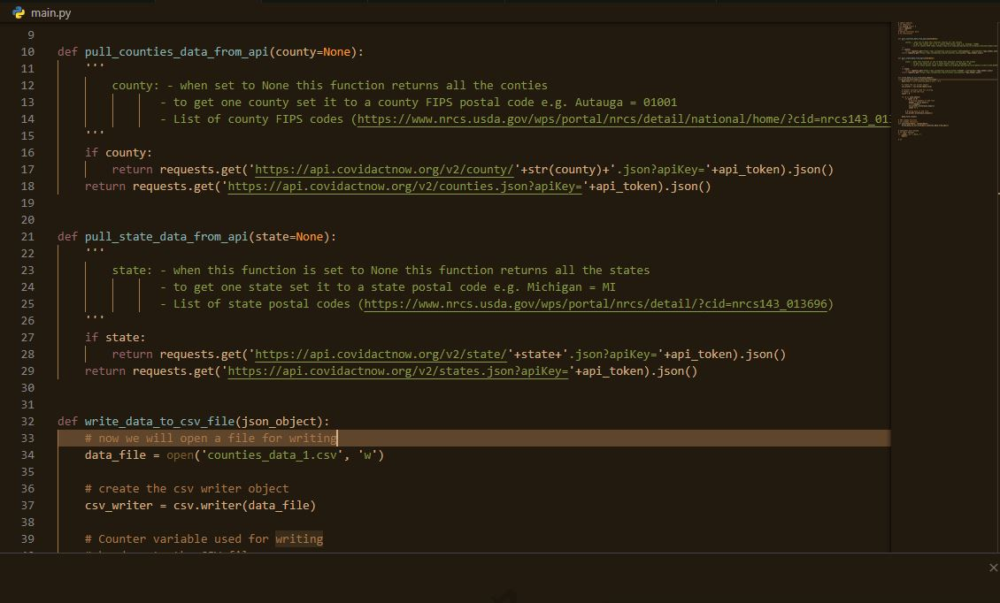 main.py
9
10 def pull_counties_data_from_api(county=None):
11 '''
12 county: - when set to None this function returns all the conties
13 - to get one county set it to a county FIPS postal code e.g. Autauga = 01001
14 - List of county FIPS codes (https://www.nrcs.usda.gov/wps/portal/nrcs/detail/national/home/?cid=nrcs143_01
15 '''
16 if county:
17 return requests.get('https://api.covidactnow.org/v2/county/'+str(county)+'.json?apiKey='+api_token).json()
18 return requests.get('https://api.covidactnow.org/v2/counties.json?apiKey='+api_token).json()
19
20
21 def pull_state_data_from_api(state=None):
22 '''
23 state: - when this function is set to None this function returns all the states
24 - to get one state set it to a state postal code e.g. Michigan = MI
25 - List of state postal codes (https://www.nrcs.usda.gov/wps/portal/nrcs/detail/?cid=nrcs143_013696)
26 '''
27 if state:
28 return requests.get('https://api.covidactnow.org/v2/state/'+state+'.json?apiKey='+api_token).json()
29 return requests.get('https://api.covidactnow.org/v2/states.json?apiKey='+api_token).json()
30
31
32 def write_data_to_csv_file(json_object):
33 # now we will open a file for writing
34 data_file = open('counties_data_1.csv', 'w')
35
36 # create the csv writer object
37 csv_writer = csv.writer(data_file)
38
39 # Counter variable used for writing